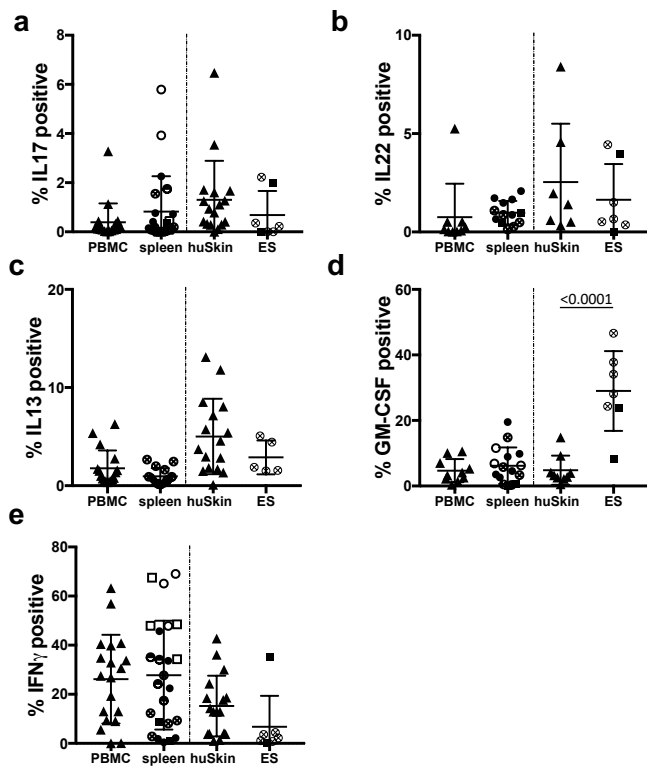 a
% IL17 positive
8
6
4
2
0
PBMC spleen huSkin ES
b
% IL22 positive
10
5
0
PBMC spleen huSkin ES
c
% IL13 positive
20
10
0
PBMC spleen huSkin ES
d
% GM-CSF positive
60
40
20
0
<0.0001
PBMC spleen huSkin ES
e
% IFNγ positive
80
60
40
20
0
PBMC spleen huSkin ES